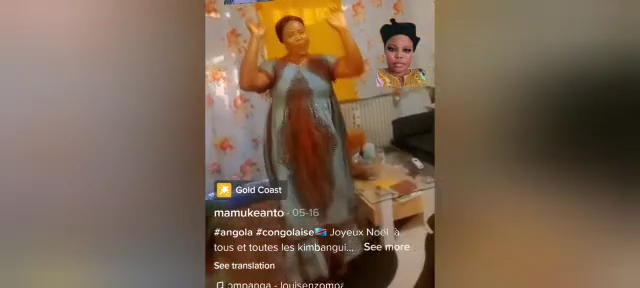 Gold Coast
mamukeanto · 05-16
#angola #congolaise🇨🇩 Joyeux Noël à
tous et toutes les kimbangui... See more
See translation
ompanga - louisenzomo